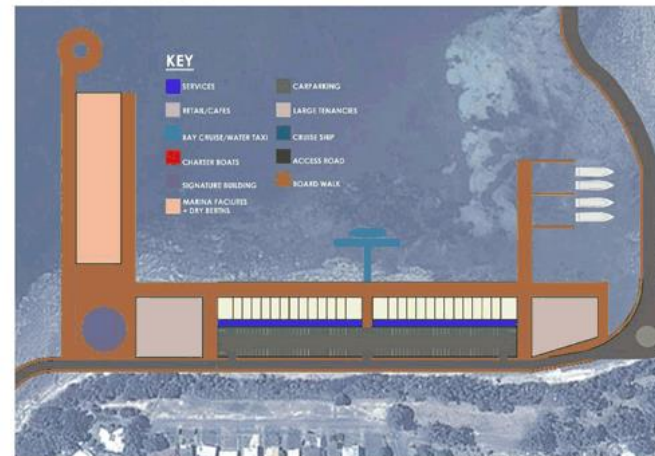 KEY
SERVICES
CARPARKING
RETAIL/CAFES
LARGE TENANCIES
BAY CRUISE/WATER TAXI
CRUISE SHIP
CHARTER BOATS
ACCESS ROAD
SIGNATURE BUILDING
BOARD WALK
MARINA FACILITIES
+ DRY BERTHS